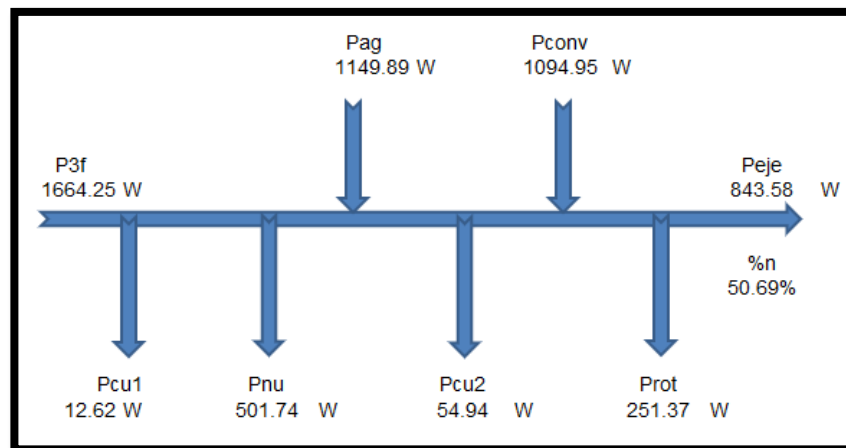 Pag
1149.89 W
Pconv
1094.95 W
P3f
1664.25 W
Peje
843.58 W
%n
50.69%
Pcu1
12.62 W
Pnu
501.74 W
Pcu2
54.94 W
Prot
251.37 W